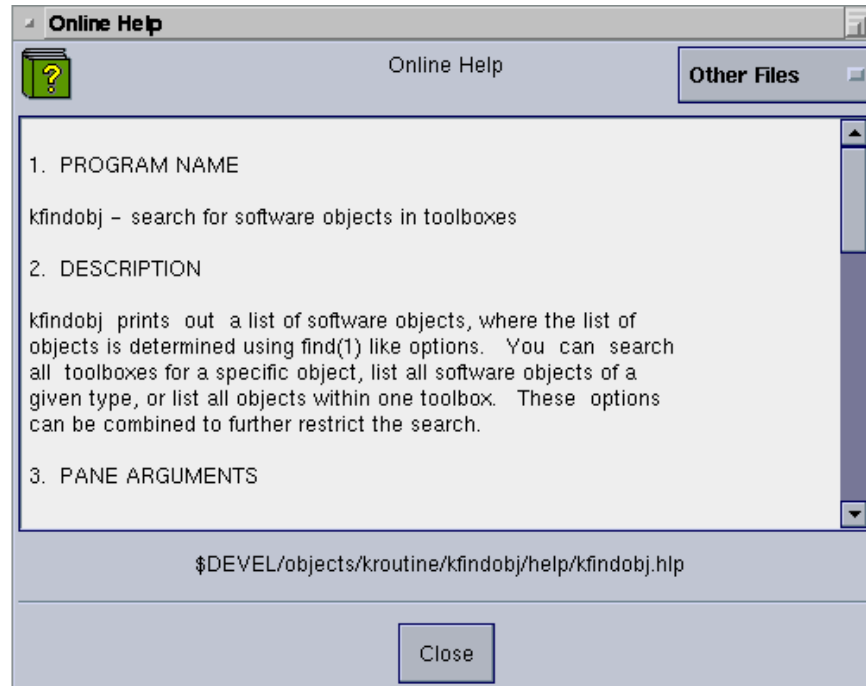 Online Help
Online Help
Other Files
1. PROGRAM NAME
kfindobj – search for software objects in toolboxes
2. DESCRIPTION
kfindobj prints out a list of software objects, where the list of
objects is determined using find(1) like options. You can search
all toolboxes for a specific object, list all software objects of a
given type, or list all objects within one toolbox. These options
can be combined to further restrict the search.
3. PANE ARGUMENTS
$DEVEL/objects/kroutine/kfindobj/help/kfindobj.hlp
Close